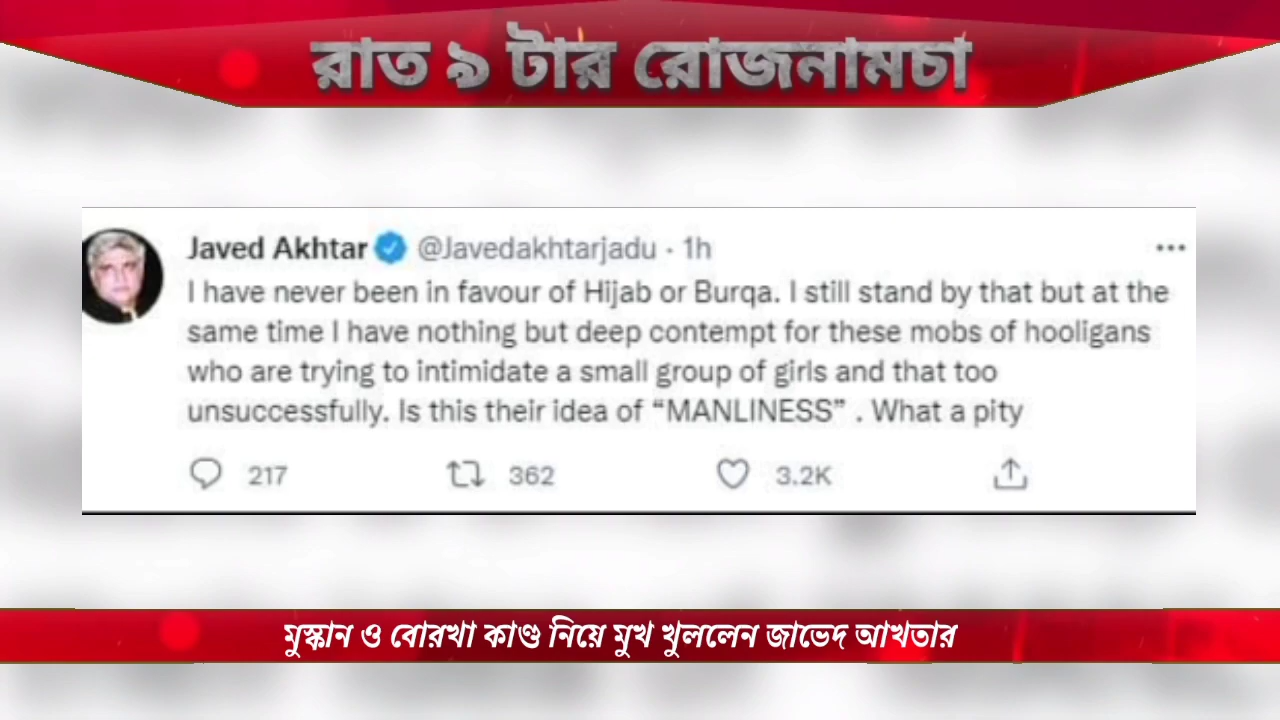 রাত ৯ টার রোজনামচা
Javed Akhtar @Javedakhtarjadu · 1h
I have never been in favour of Hijab or Burqa. I still stand by that but at the
same time I have nothing but deep contempt for these mobs of hooligans
who are trying to intimidate a small group of girls and that too
unsuccessfully. Is this their idea of “MANLINESS” . What a pity
217 362 3.2K
মুস্কান ও বোরখা কাণ্ড নিয়ে মুখ খুললেন জাভেদ আখতার